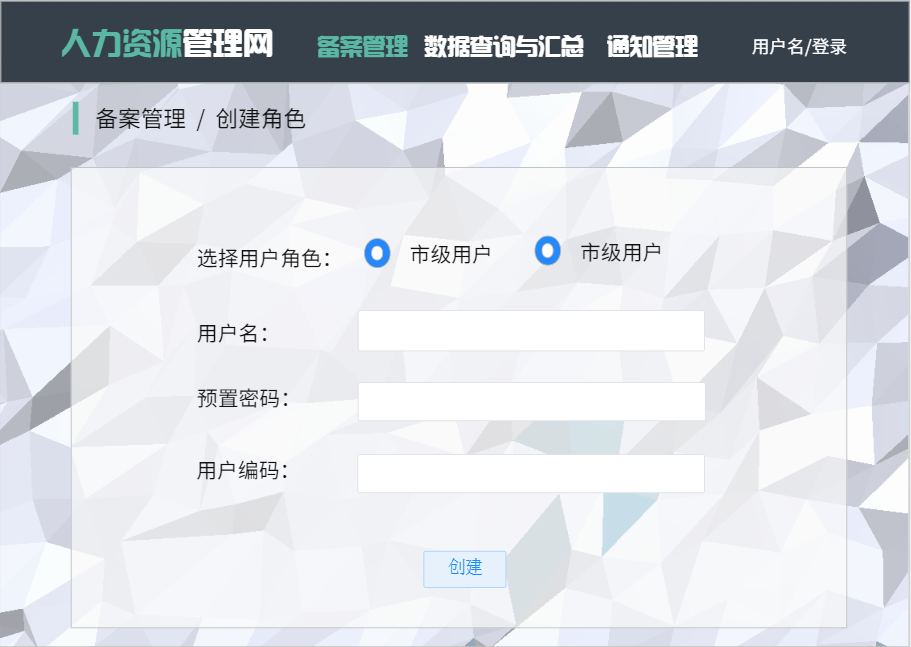 人力资源管理网 备案管理 数据查询与汇总 通知管理 用户名/登录
备案管理 / 创建角色
选择用户角色： 市级用户 市级用户
用户名：
预置密码：
用户编码：
创建